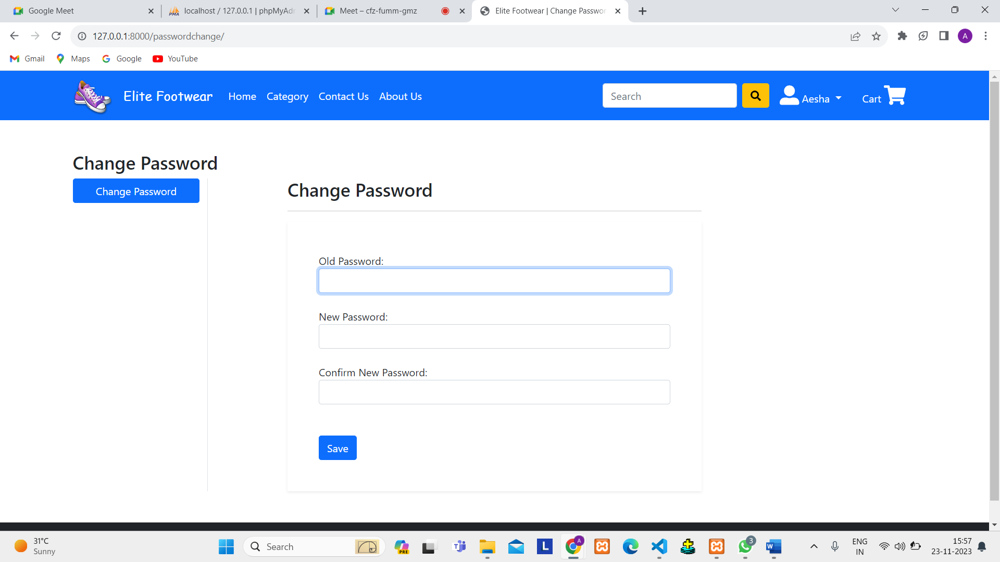 Google Meet
localhost / 127.0.0.1 | phpMyAdr
Meet – cfz-fumm-gmz
Elite Footwear | Change Passwor
127.0.0.1:8000/passwordchange/
A
Gmail
Maps
Google
YouTube
Elite Footwear
Home
Category
Contact Us
About Us
Search
Aesha
Cart
Change Password
Change Password
Change Password
Old Password:
New Password:
Confirm New Password:
Save
31°C
Sunny
Search
PRE
L
A
3
ENG
IN
15:57
23-11-2023